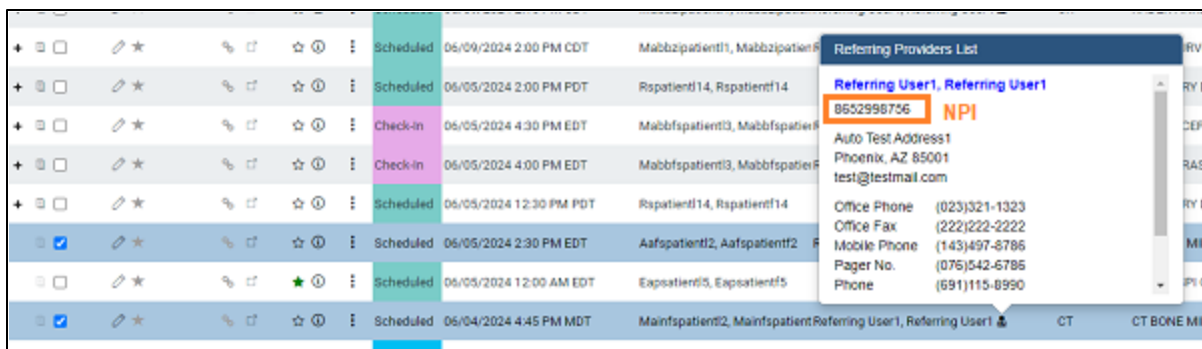 Scheduled 06/09/2024 2:00 PM CDT Mabbzipatientl1, Mabbzipatien
Scheduled 06/05/2024 2:00 PM PDT Rspatientl14, Rspatientf14
Check-In 06/05/2024 4:30 PM EDT Mabbfspatientl3, Mabbfspatie
Check-In 06/05/2024 4:00 PM EDT Mabbfspatientl3, Mabbfspatie
Scheduled 06/05/2024 12:30 PM PDT Rspatientl14, Rspatientf14
Scheduled 06/05/2024 2:30 PM EDT Aafspatientl2, Aafspatientf2
Scheduled 06/05/2024 12:00 AM EDT Eapspatientl5, Eapspatientf5
Scheduled 06/04/2024 4:45 PM MDT Mainfspatientl2, Mainfspatient Referring User1, Referring User1 CT CT BONE MI
Referring Providers List
Referring User1, Referring User1
8652998756 NPI
Auto Test Address1
Phoenix, AZ 85001
test@testmail.com
Office Phone (023)321-1323
Office Fax (222)222-2222
Mobile Phone (143)497-8786
Pager No. (076)542-6786
Phone (691)115-8990